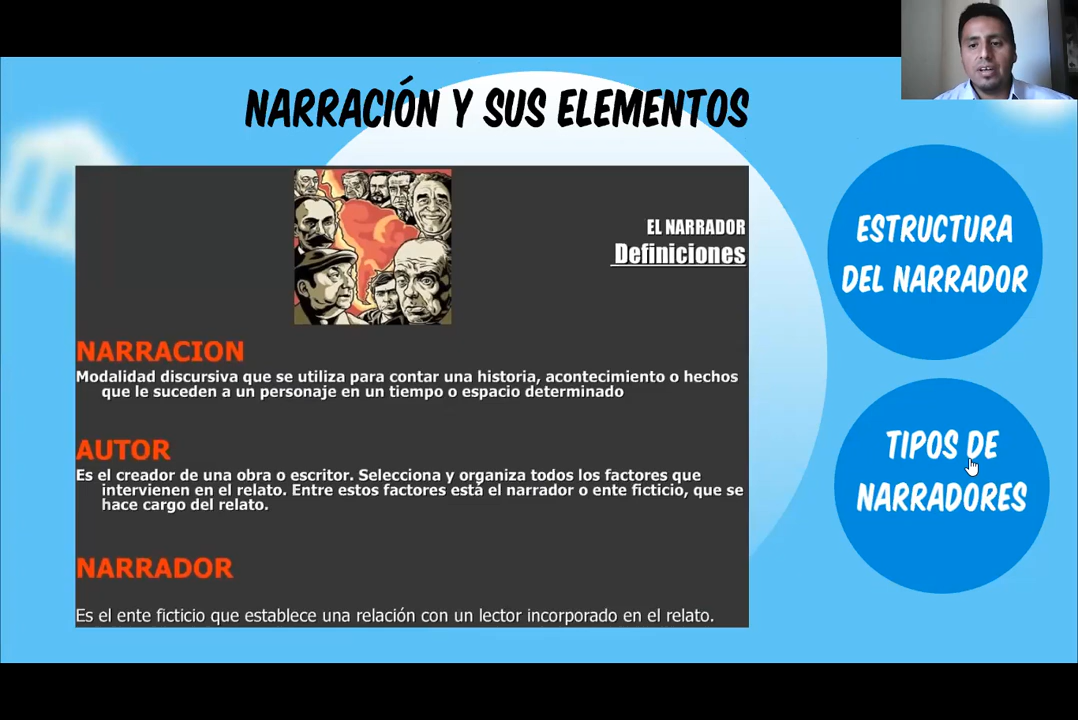 NARRACIÓN Y SUS ELEMENTOS
EL NARRADOR
Definiciones
NARRACION
Modalidad discursiva que se utiliza para contar una historia, acontecimiento o hechos
que le suceden a un personaje en un tiempo o espacio determinado
AUTOR
Es el creador de una obra o escritor. Selecciona y organiza todos los factores que
intervienen en el relato. Entre estos factores está el narrador o ente ficticio, que se
hace cargo del relato.
NARRADOR
Es el ente ficticio que establece una relación con un lector incorporado en el relato.
ESTRUCTURA
DEL NARRADOR
TIPOS DE
NARRADORES